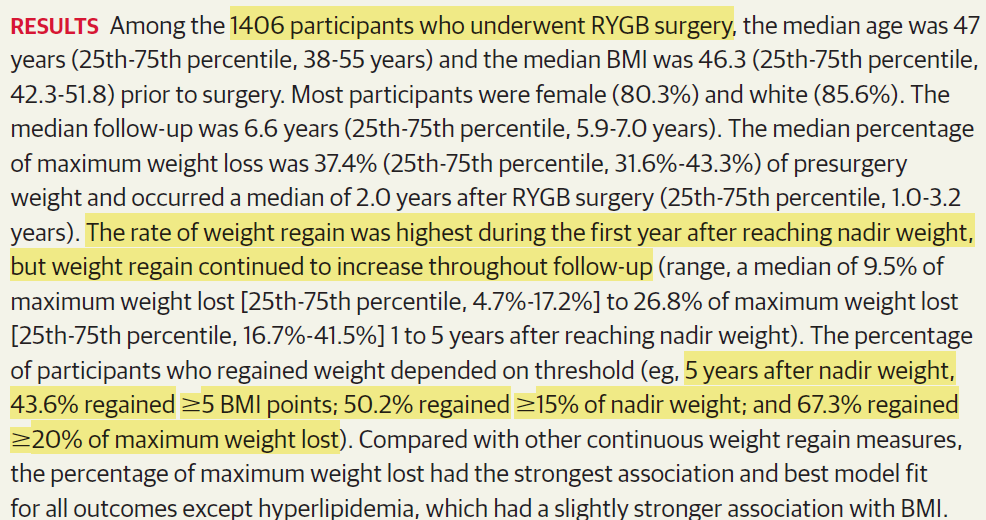 RESULTS Among the 1406 participants who underwent RYGB surgery, the median age was 47
years (25th-75th percentile, 38-55 years) and the median BMI was 46.3 (25th-75th percentile,
42.3-51.8) prior to surgery. Most participants were female (80.3%) and white (85.6%). The
median follow-up was 6.6 years (25th-75th percentile, 5.9-7.0 years). The median percentage
of maximum weight loss was 37.4% (25th-75th percentile, 31.6%-43.3%) of presurgery
weight and occurred a median of 2.0 years after RYGB surgery (25th-75th percentile, 1.0-3.2
years). The rate of weight regain was highest during the first year after reaching nadir weight,
but weight regain continued to increase throughout follow-up (range, a median of 9.5% of
maximum weight lost [25th-75th percentile, 4.7%-17.2%] to 26.8% of maximum weight lost
[25th-75th percentile, 16.7%-41.5%] 1 to 5 years after reaching nadir weight). The percentage
of participants who regained weight depended on threshold (eg, 5 years after nadir weight,
43.6% regained ≥5 BMI points; 50.2% regained ≥15% of nadir weight; and 67.3% regained
≥20% of maximum weight lost). Compared with other continuous weight regain measures,
the percentage of maximum weight lost had the strongest association and best model fit
for all outcomes except hyperlipidemia, which had a slightly stronger association with BMI.